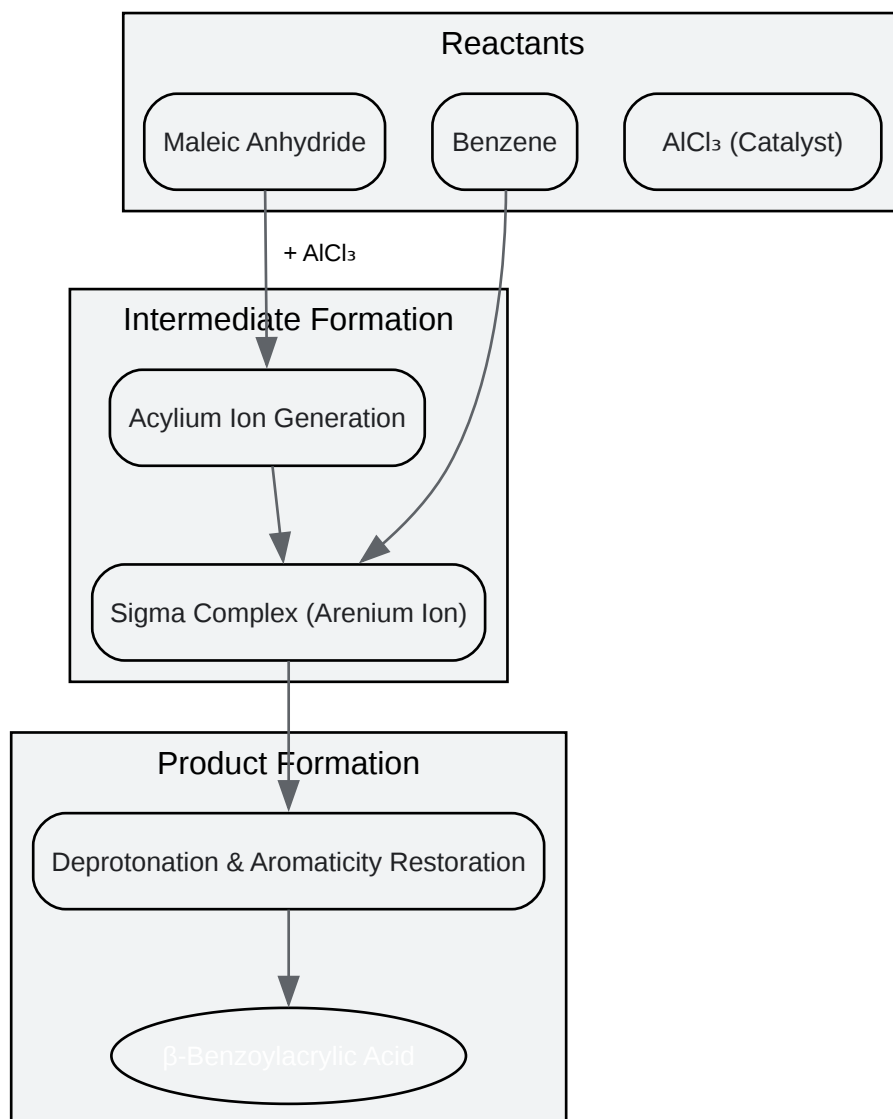 Reactants
Maleic Anhydride
Benzene
AlCl₃ (Catalyst)
+ AlCl₃
Intermediate Formation
Acylium Ion Generation
Sigma Complex (Arenium Ion)
Product Formation
Deprotonation & Aromaticity Restoration
β-Benzoylacrylic Acid